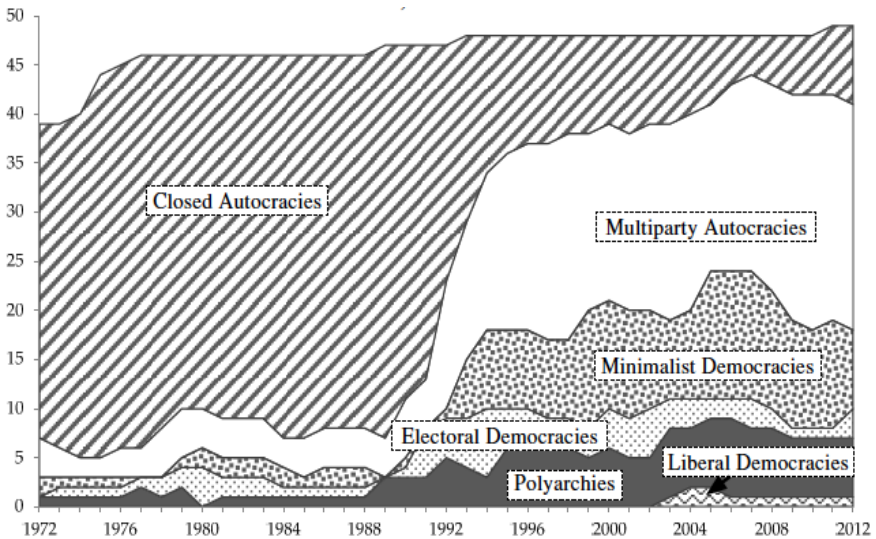 50
45
40
35
30
25
20
15
10
5
0
Closed Autocracies
Multiparty Autocracies
Minimalist Democracies
Electoral Democracies
Liberal Democracies
Polyarchies
1972 1976 1980 1984 1988 1992 1996 2000 2004 2008 2012